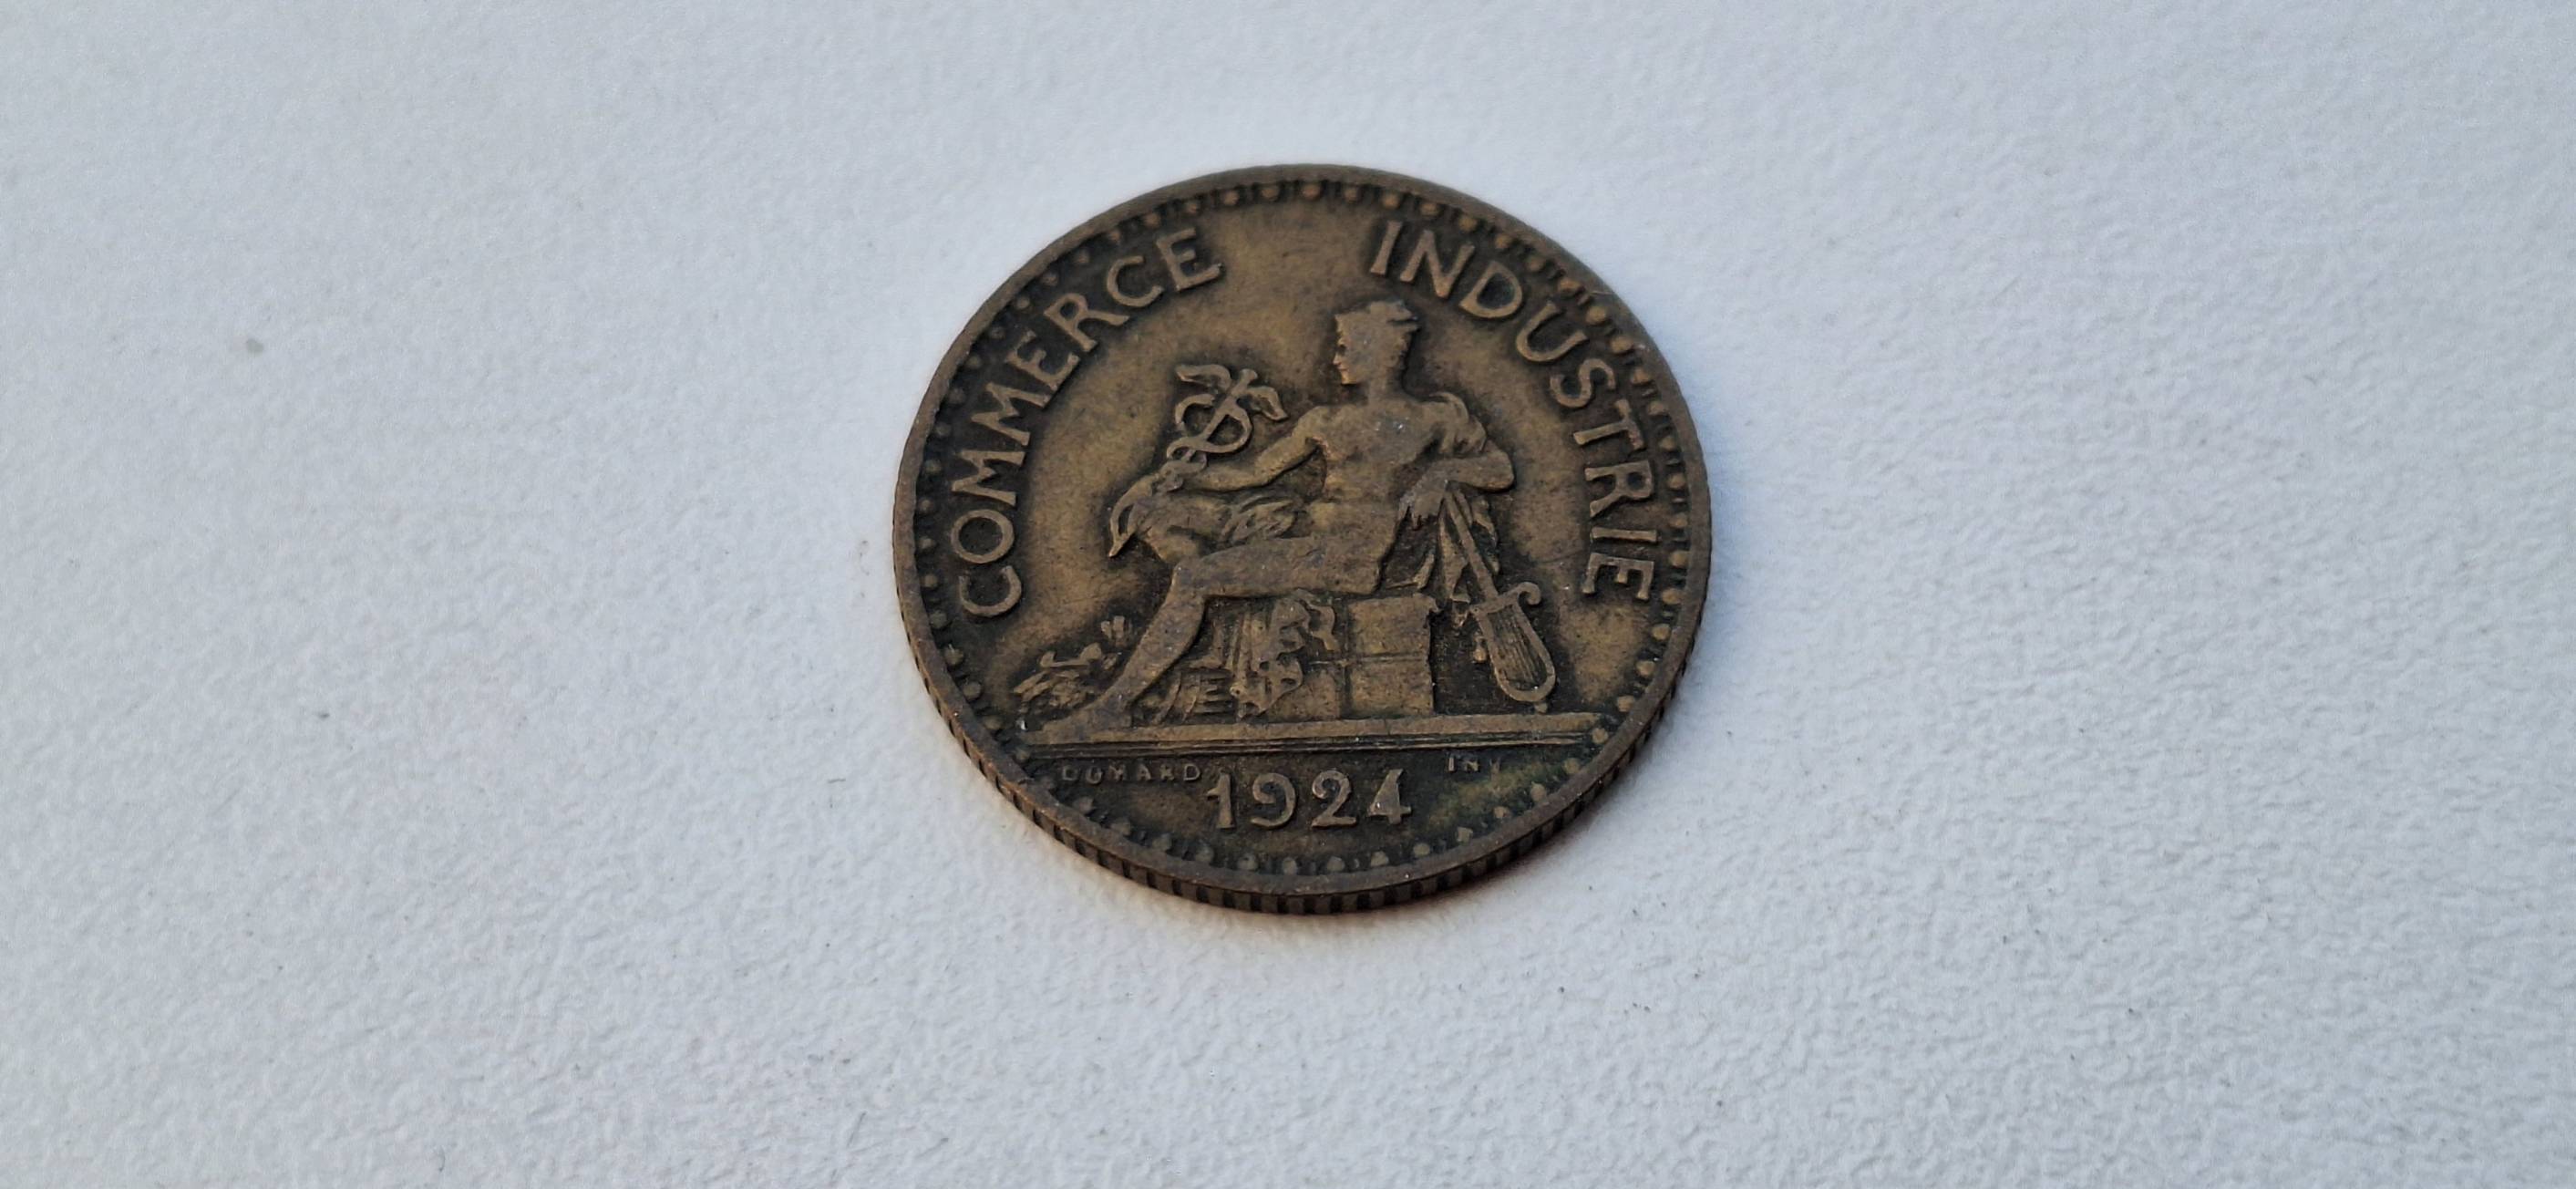 COMMERCE INDUSTRIE
DOMARD INV
1924